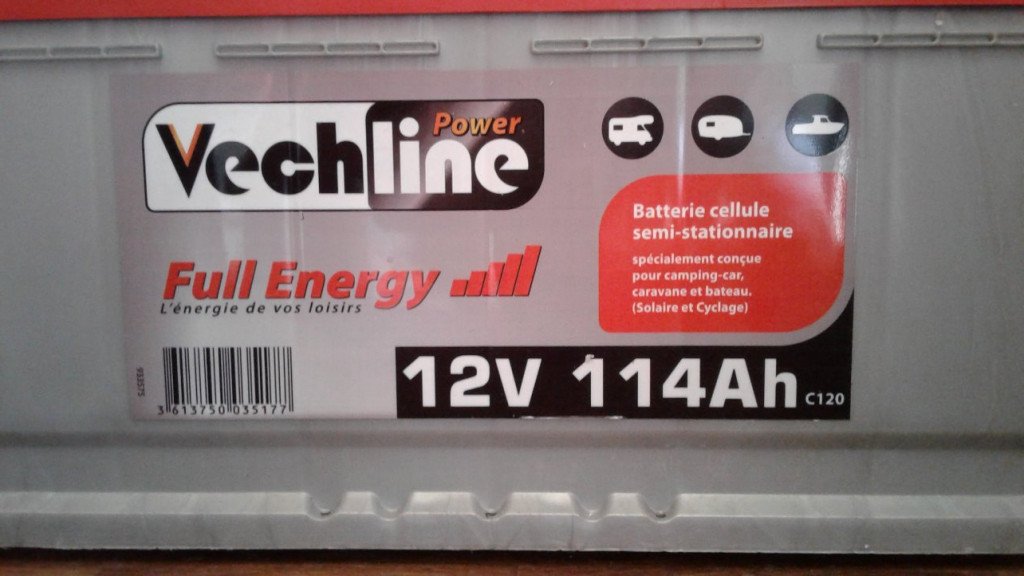 Vechline
Power
Full Energy
L'énergie de vos loisirs
Batterie cellule
semi-stationnaire
spécialement conçue
pour camping-car,
caravane et bateau.
(Solaire et Cyclage)
933575
3 613750 035177
12V 114Ah C120